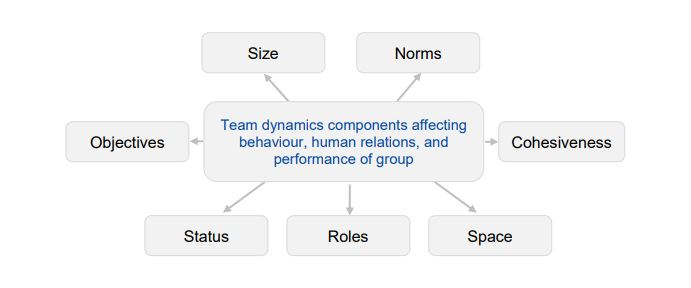 Size
Norms
Team dynamics components affecting
behaviour, human relations, and
performance of group
Objectives
Cohesiveness
Status
Roles
Space